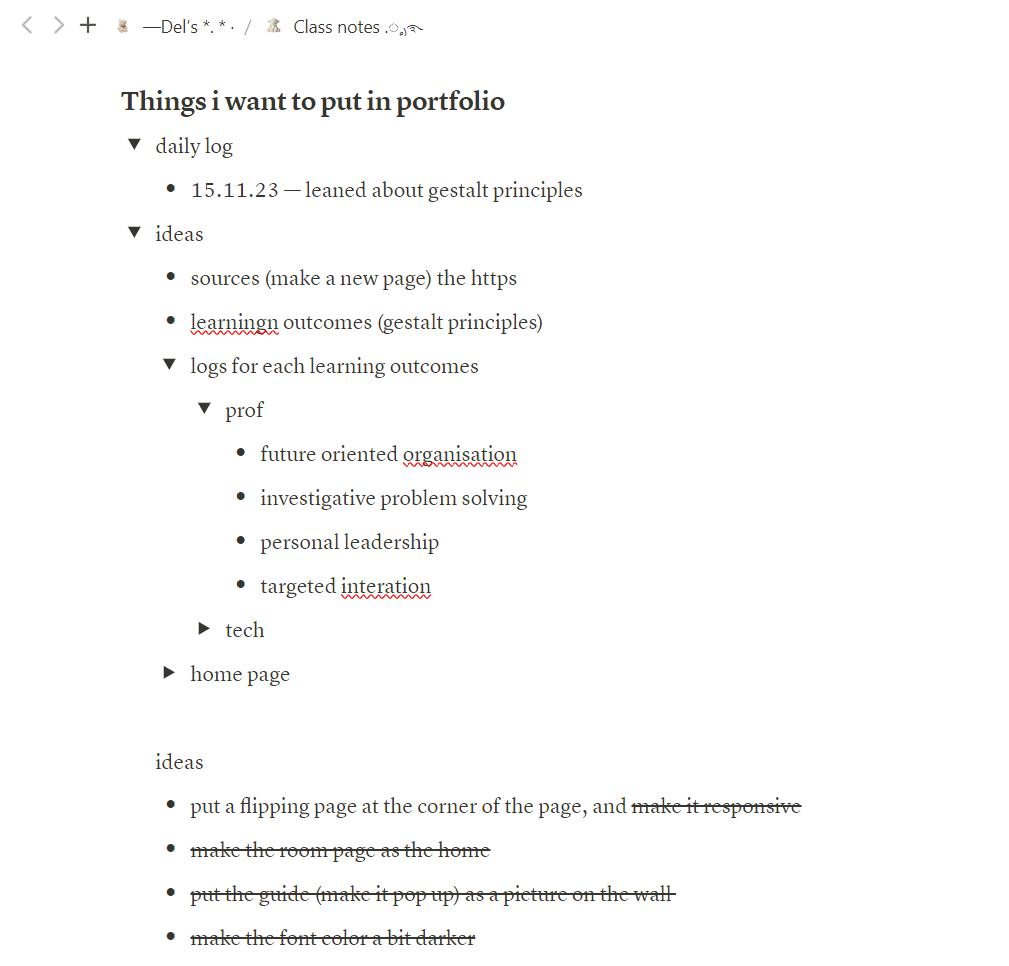 —Del's *. * · / Class notes
Things i want to put in portfolio
daily log
15.11.23 — leaned about gestalt principles
ideas
sources (make a new page) the https
learningn outcomes (gestalt principles)
logs for each learning outcomes
prof
future oriented organisation
investigative problem solving
personal leadership
targeted interation
tech
home page
ideas
put a flipping page at the corner of the page, and make it responsive
make the room page as the home
put the guide (make it pop up) as a picture on the wall
make the font color a bit darker